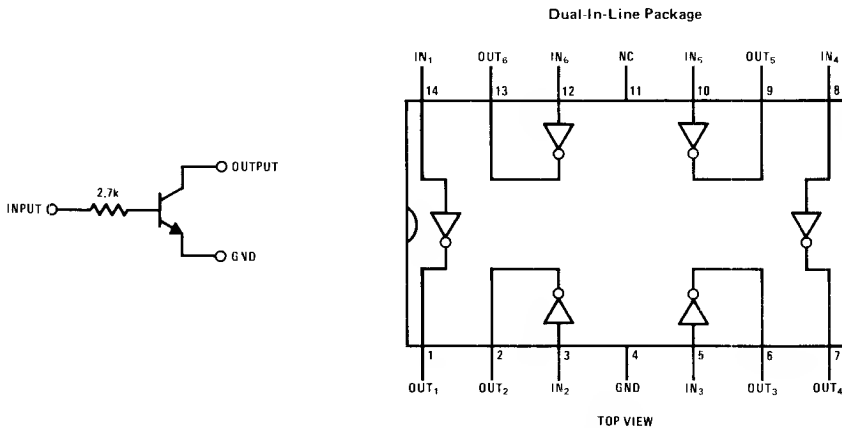 Dual-In-Line Package
IN₁ OUT₆ IN₆ NC IN₅ OUT₅ IN₄
14 13 12 11 10 9 8
2.7k
OUTPUT
INPUT
GND
1 2 3 4 5 6 7
OUT₁ OUT₂ IN₂ GND IN₃ OUT₃ OUT₄
TOP VIEW